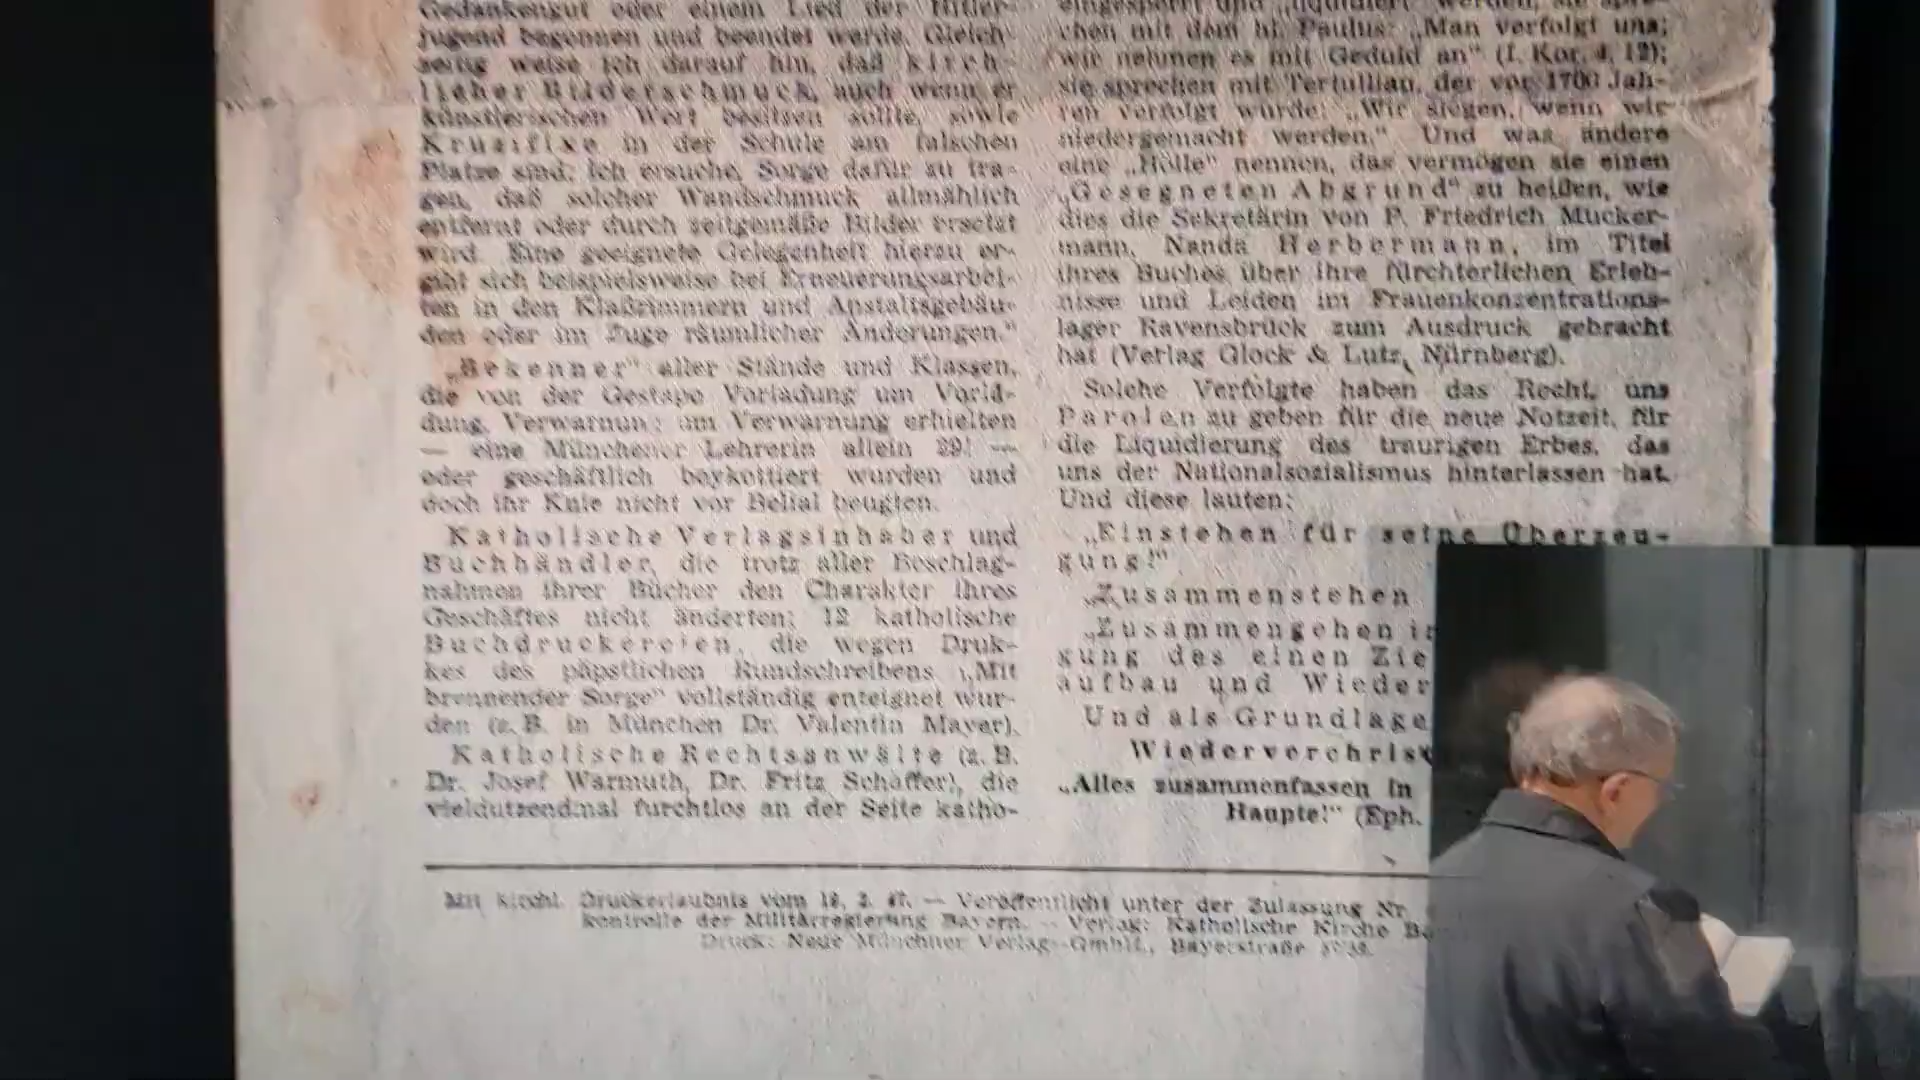 Gedankengut oder einem Lied der Hitler-
jugend begonnen und beendet werde. Gleich-
zeitig weise ich darauf hin, daß kirch-
licher Bilderschmuck, auch wenn er
künstlerischen Wert besitzen sollte, sowie
Kruzifixe in der Schule am falschen
Platze sind; ich ersuche, Sorge dafür zu tra-
gen, daß solcher Wandschmuck allmählich
entfernt oder durch zeitgemäße Bilder ersetzt
wird. Eine geeignete Gelegenheit hierzu er-
gibt sich beispielsweise bei Erneuerungsarbei-
ten in den Klaßzimmern und Anstaltsgebäu-
den oder im Zuge räumlicher Änderungen."
„Bekenner" aller Stände und Klassen,
die von der Gestapo Vorladung um Vorla-
dung, Verwarnung um Verwarnung erhielten
— eine Münchener Lehrerin allein 29! —
oder geschäftlich boykottiert wurden und
doch ihr Knie nicht vor Belial beugten.
Katholische Verlagsinhaber und
Buchhändler, die trotz aller Beschlag-
nahmen ihrer Bücher den Charakter ihres
Geschäftes nicht änderten; 12 katholische
Buchdruckereien, die wegen Druk-
kes des päpstlichen Rundschreibens „Mit
brennender Sorge" vollständig enteignet wur-
den (z. B. in München Dr. Valentin Mayer).
Katholische Rechtsanwälte (z. B.
Dr. Josef Warmuth, Dr. Fritz Schäffer), die
vieldutzendmal furchtlos an der Seite katho-
eingesperrt und „liquidiert" werden, sie spre-
chen mit dem hl. Paulus: „Man verfolgt uns;
wir nehmen es mit Geduld an" (I. Kor. 4, 12);
sie sprechen mit Tertullian, der vor 1700 Jah-
ren verfolgt wurde: „Wir siegen, wenn wir
niedergemacht werden." Und was andere
eine „Hölle" nennen, das vermögen sie einen
„Gesegneten Abgrund" zu heißen, wie
dies die Sekretärin von P. Friedrich Mucker-
mann, Nanda Herbermann, im Titel
ihres Buches über ihre fürchterlichen Erleb-
nisse und Leiden im Frauenkonzentrations-
lager Ravensbrück zum Ausdruck gebracht
hat (Verlag Glock & Lutz, Nürnberg).
Solche Verfolgte haben das Recht, uns
Parolen zu geben für die neue Notzeit, für
die Liquidierung des traurigen Erbes, das
uns der Nationalsozialismus hinterlassen hat.
Und diese lauten:
„Einstehen für seine Überzeu-
gung!"
„Zusammenstehen
„Zusammengehen
gung des einen Zie
aufbau und Wieder
Und als Grundlage
Wiederverchris
„Alles zusammenfassen in
Haupte!" (Eph.
Mit kirchl. Druckerlaubnis vom — Veröffentlicht unter der Zulassung Nr.
kontrolle der Militärregierung Bayern. — Verlag: Katholische Kirche
Druck: Neue Münchner Verlags-GmbH., Bayerstraße